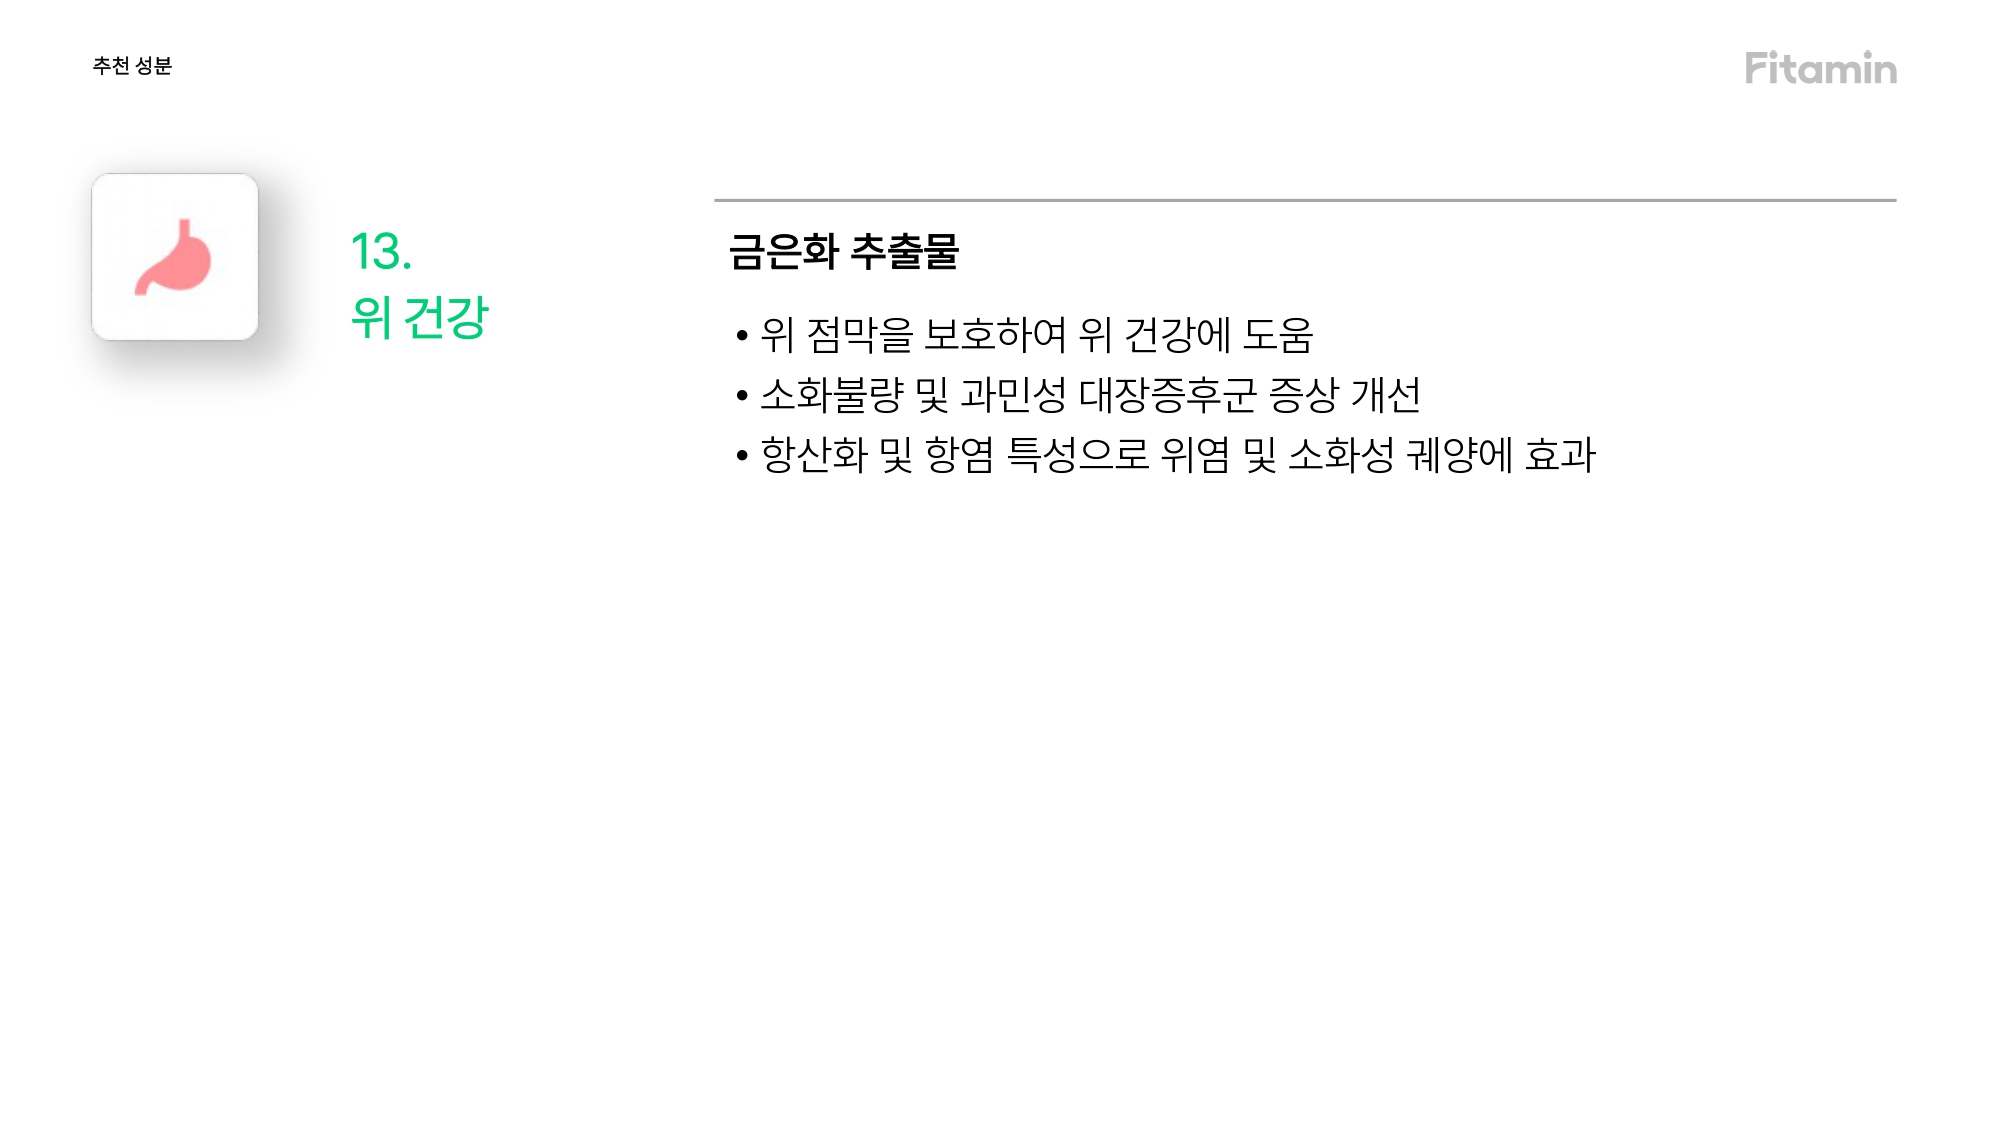 추천 성분
Fitamin
13.
위 건강
금은화 추출물
• 위 점막을 보호하여 위 건강에 도움
• 소화불량 및 과민성 대장증후군 증상 개선
• 항산화 및 항염 특성으로 위염 및 소화성 궤양에 효과